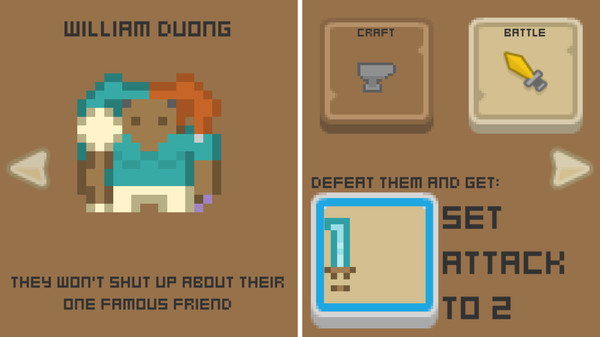 WILLIAM DUONG
THEY WON'T SHUT UP ABOUT THEIR
ONE FAMOUS FRIEND
CRAFT
BATTLE
DEFEAT THEM AND GET:
SET
ATTACK
TO 2